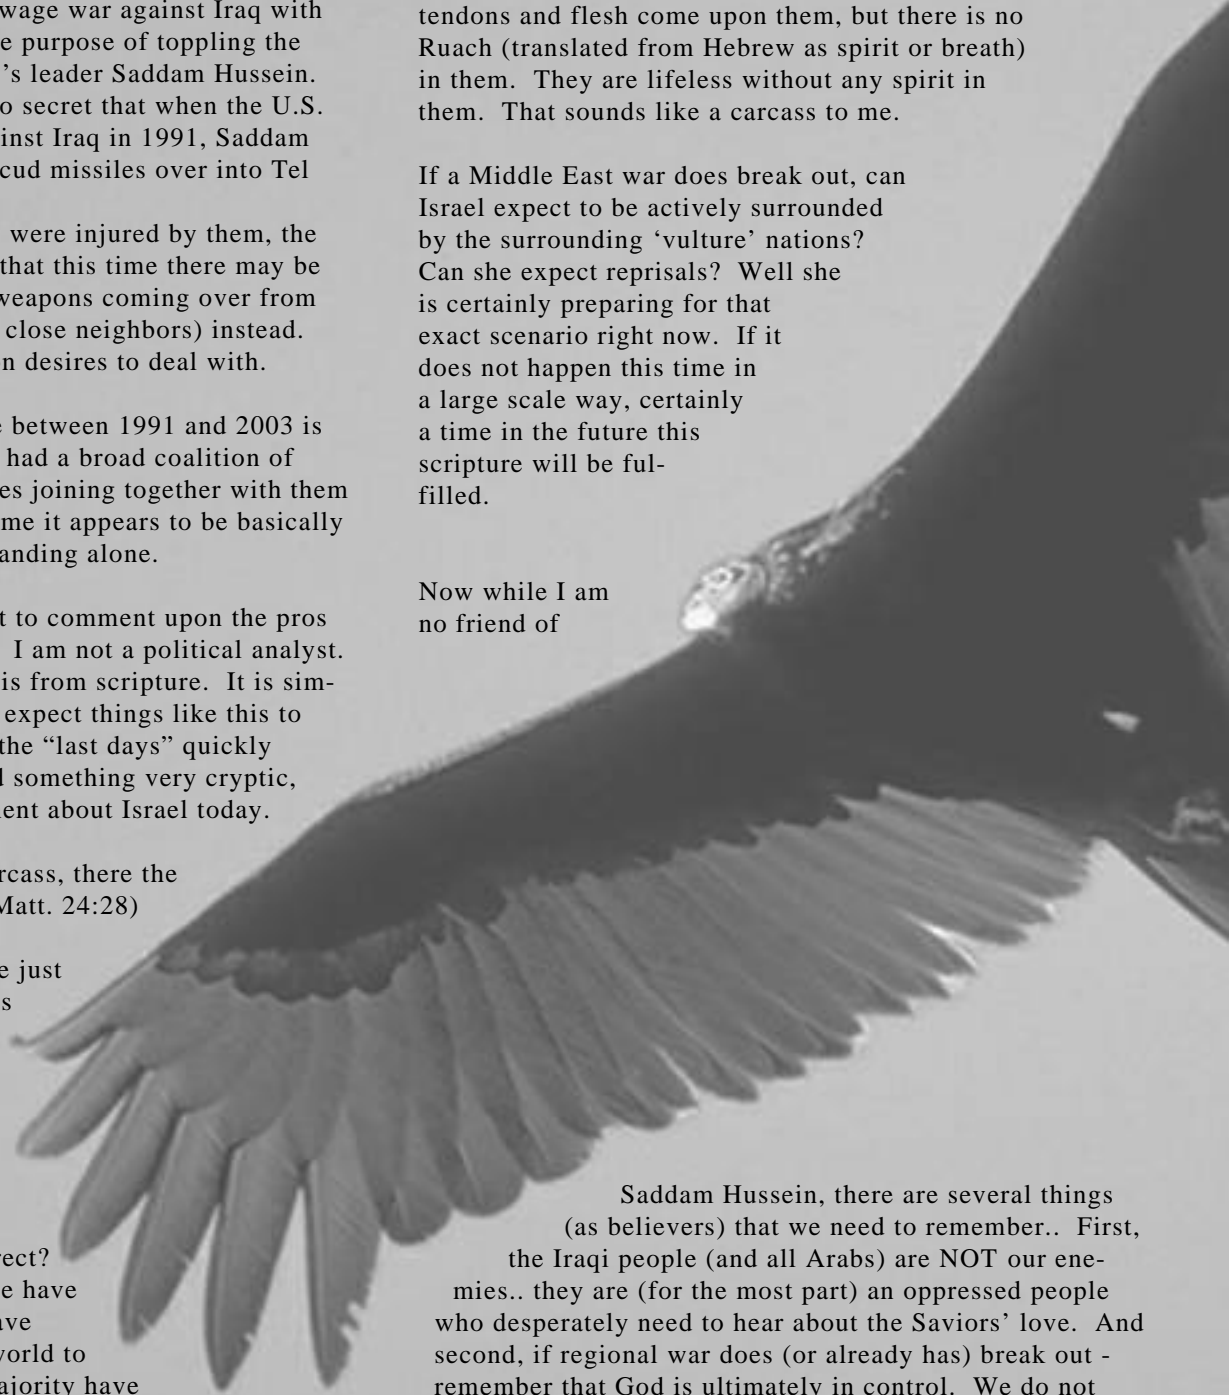 wage war against Iraq with
purpose of toppling the
's leader Saddam Hussein.
secret that when the U.S.
Iraq in 1991, Saddam
missiles over into Tel
were injured by them, the
that this time there may be
weapons coming over from
close neighbors) instead.
desires to deal with.
between 1991 and 2003 is
had a broad coalition of
joining together with them
me it appears to be basically
anding alone.
to comment upon the pros
I am not a political analyst.
is from scripture.  It is sim-
expect things like this to
the “last days” quickly
something very cryptic,
ent about Israel today.
rcass, there the
Matt. 24:28)
just
rect?
have
ave
world to
ajority have
tendons and flesh come upon them, but there is no
Ruach (translated from Hebrew as spirit or breath)
in them.  They are lifeless without any spirit in
them.  That sounds like a carcass to me.
If a Middle East war does break out, can
Israel expect to be actively surrounded
by the surrounding ‘vulture’ nations?
Can she expect reprisals?  Well she
is certainly preparing for that
exact scenario right now.  If it
does not happen this time in
a large scale way, certainly
a time in the future this
scripture will be ful-
filled.
Now while I am
no friend of
Saddam Hussein, there are several things
(as believers) that we need to remember..  First,
the Iraqi people (and all Arabs) are NOT our ene-
mies.. they are (for the most part) an oppressed people
who desperately need to hear about the Saviors’ love.  And
second, if regional war does (or already has) break out -
remember that God is ultimately in control.  We do not